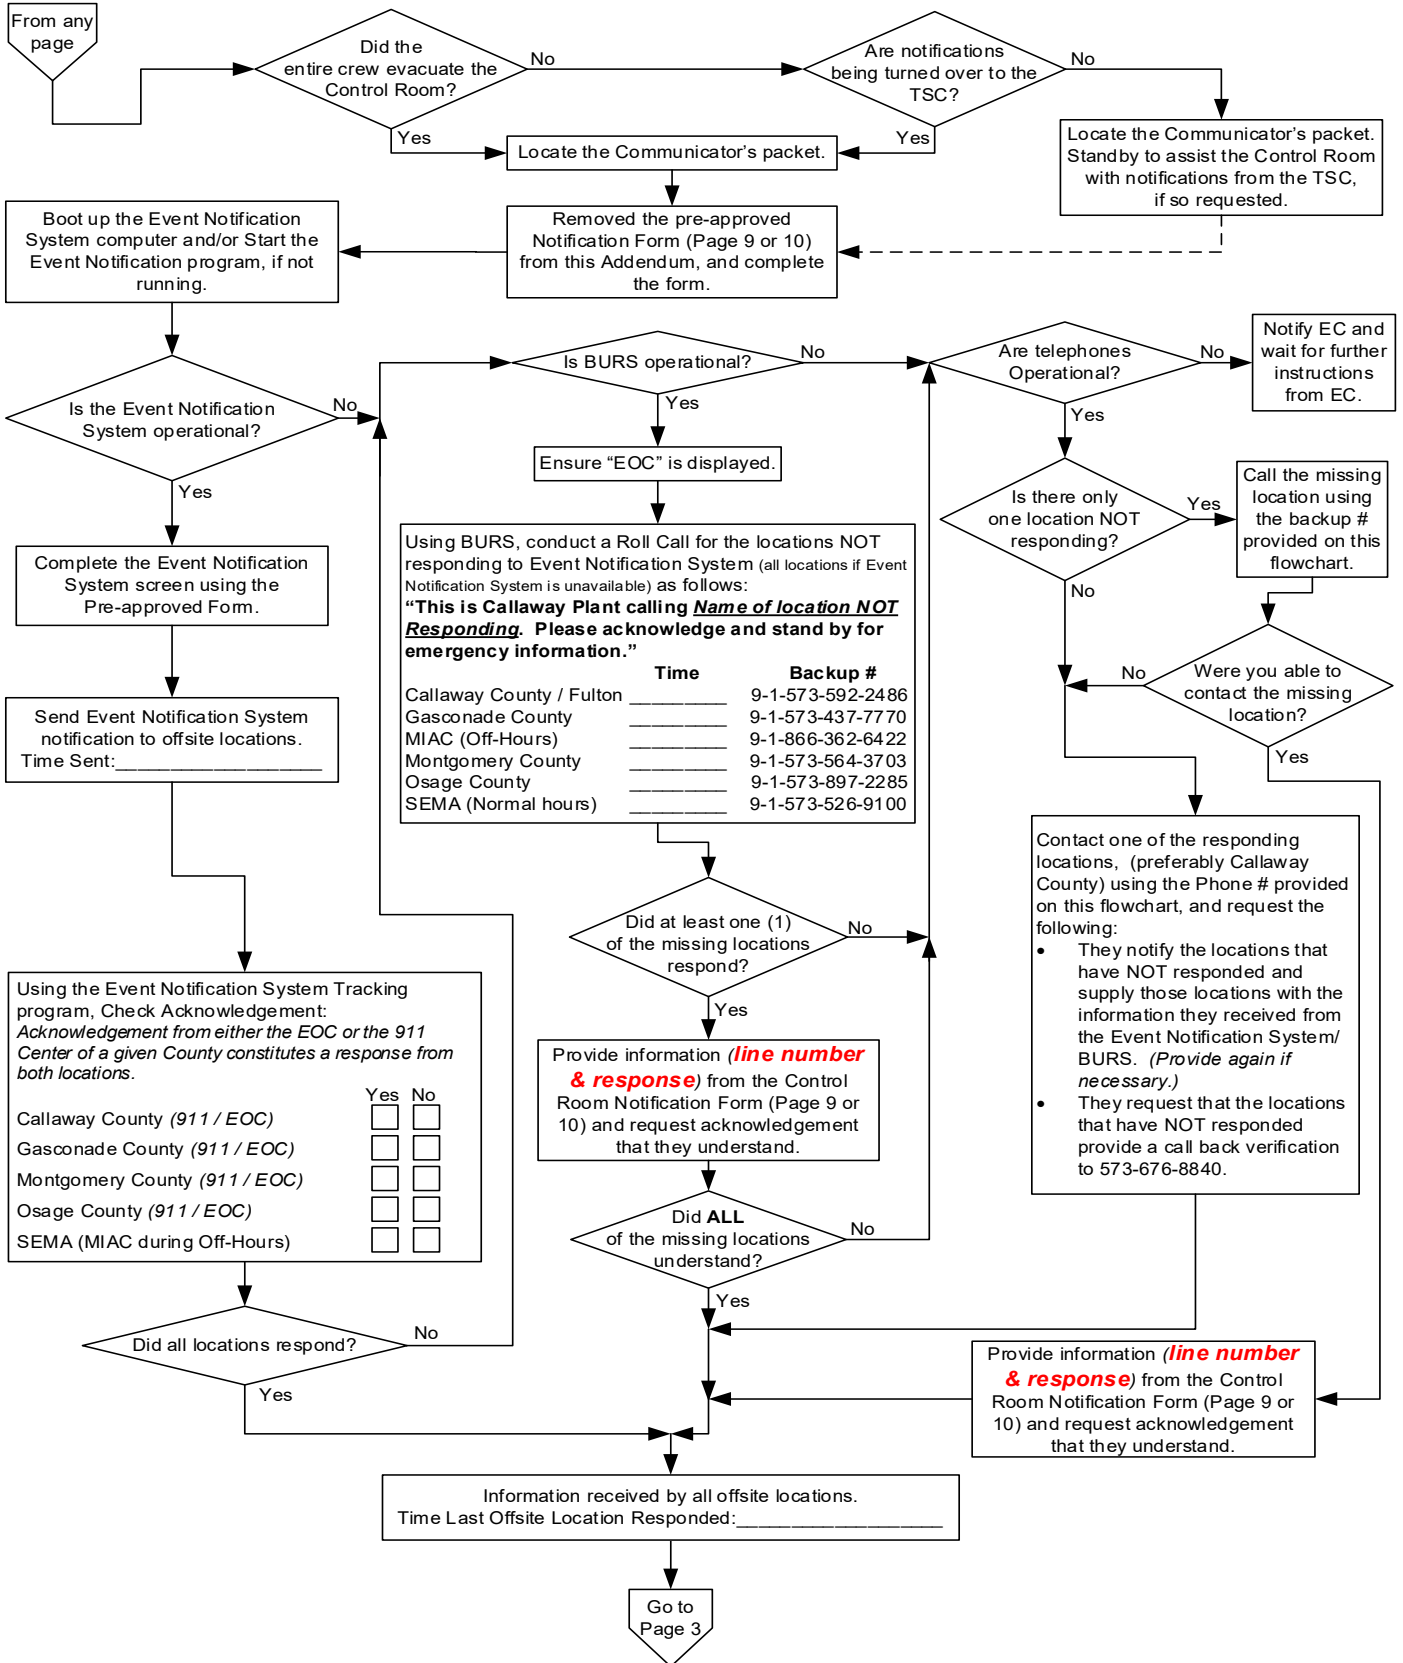 From any
page
Did the
entire crew evacuate the
Control Room?
No
Are notifications
being turned over to the
TSC?
No
Yes
Locate the Communicator’s packet.
Yes
Locate the Communicator’s packet.
Standby to assist the Control Room
with notifications from the TSC,
if so requested.
Boot up the Event Notification
System computer and/or Start the
Event Notification program, if not
running.
Removed the pre-approved
Notification Form (Page 9 or 10)
from this Addendum, and complete
the form.
Is the Event Notification
System operational?
No
Yes
Complete the Event Notification
System screen using the
Pre-approved Form.
Send Event Notification System
notification to offsite locations.
Time Sent:___________________
Using the Event Notification System Tracking
program, Check Acknowledgement:
Acknowledgement from either the EOC or the 911
Center of a given County constitutes a response from
both locations.
Yes No
Callaway County (911 / EOC)
Gasconade County (911 / EOC)
Montgomery County (911 / EOC)
Osage County (911 / EOC)
SEMA (MIAC during Off-Hours)
Did all locations respond?
No
Yes
Is BURS operational?
No
Yes
Ensure “EOC” is displayed.
Using BURS, conduct a Roll Call for the locations NOT
responding to Event Notification System (all locations if Event
Notification System is unavailable) as follows:
“This is Callaway Plant calling Name of location NOT
Responding. Please acknowledge and stand by for
emergency information.”
Time Backup #
Callaway County / Fulton _________ 9-1-573-592-2486
Gasconade County _________ 9-1-573-437-7770
MIAC (Off-Hours) _________ 9-1-866-362-6422
Montgomery County _________ 9-1-573-564-3703
Osage County _________ 9-1-573-897-2285
SEMA (Normal hours) _________ 9-1-573-526-9100
Did at least one (1)
of the missing locations
respond?
No
Yes
Provide information (line number
& response) from the Control
Room Notification Form (Page 9 or
10) and request acknowledgement
that they understand.
Did ALL
of the missing locations
understand?
No
Yes
Are telephones
Operational?
No
Notify EC and
wait for further
instructions
from EC.
Yes
Is there only
one location NOT
responding?
Yes
Call the missing
location using
the backup #
provided on this
flowchart.
No
Were you able to
contact the missing
location?
No
Yes
Contact one of the responding
locations, (preferably Callaway
County) using the Phone # provided
on this flowchart, and request the
following:
• They notify the locations that
have NOT responded and
supply those locations with the
information they received from
the Event Notification System/
BURS. (Provide again if
necessary.)
• They request that the locations
that have NOT responded
provide a call back verification
to 573-676-8840.
Provide information (line number
& response) from the Control
Room Notification Form (Page 9 or
10) and request acknowledgement
that they understand.
Information received by all offsite locations.
Time Last Offsite Location Responded:___________________
Go to
Page 3